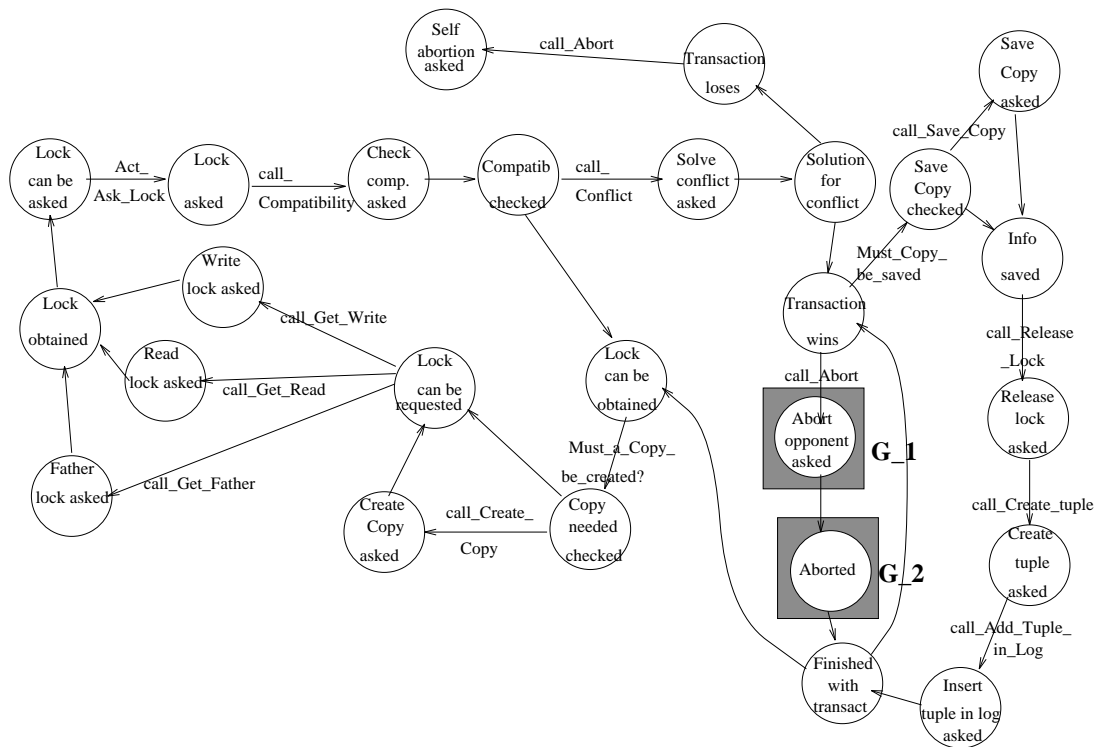 Self
abortion
asked
call_Abort
Transaction
loses
Save
Copy
asked
call_Save_Copy
Lock
can be
asked
Act_
Ask_Lock
Lock
asked
call_
Compatibility
Check
comp.
asked
Compatib
checked
call_
Conflict
Solve
conflict
asked
Solution
for
conflict
Save
Copy
checked
Must_Copy_
be_saved
Info
saved
Write
lock asked
call_Get_Write
Lock
obtained
Read
lock asked
call_Get_Read
Lock
can be
requested
Lock
can be
obtained
Transaction
wins
call_Abort
call_Release
_Lock
Release
lock
asked
Abort
opponent
asked
G_1
Must_a_Copy_
be_created?
Father
lock asked
call_Get_Father
Create
Copy
asked
call_Create_
Copy
Copy
needed
checked
call_Create_tuple
Create
tuple
asked
Aborted
G_2
call_Add_Tuple_
in_Log
Finished
with
transact
Insert
tuple in log
asked